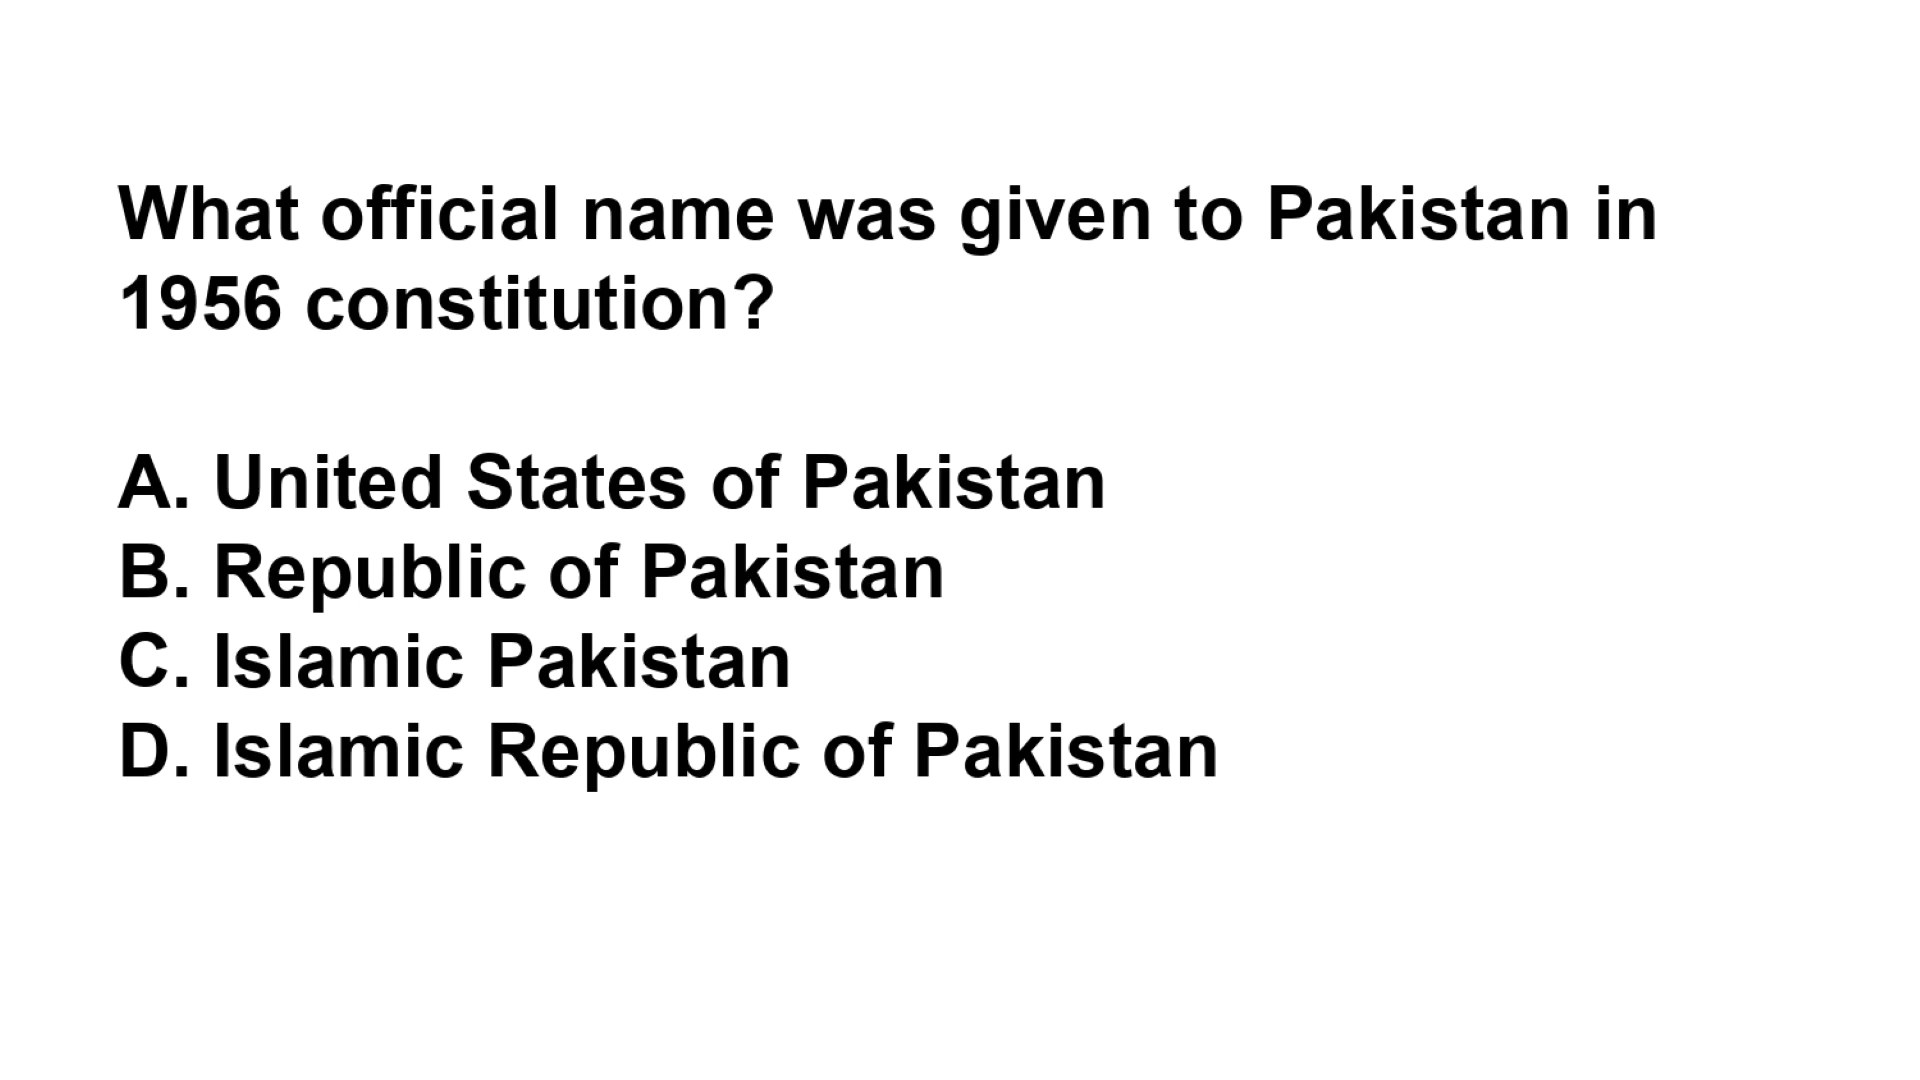 What official name was given to Pakistan in
1956 constitution?
A. United States of Pakistan
B. Republic of Pakistan
C. Islamic Pakistan
D. Islamic Republic of Pakistan